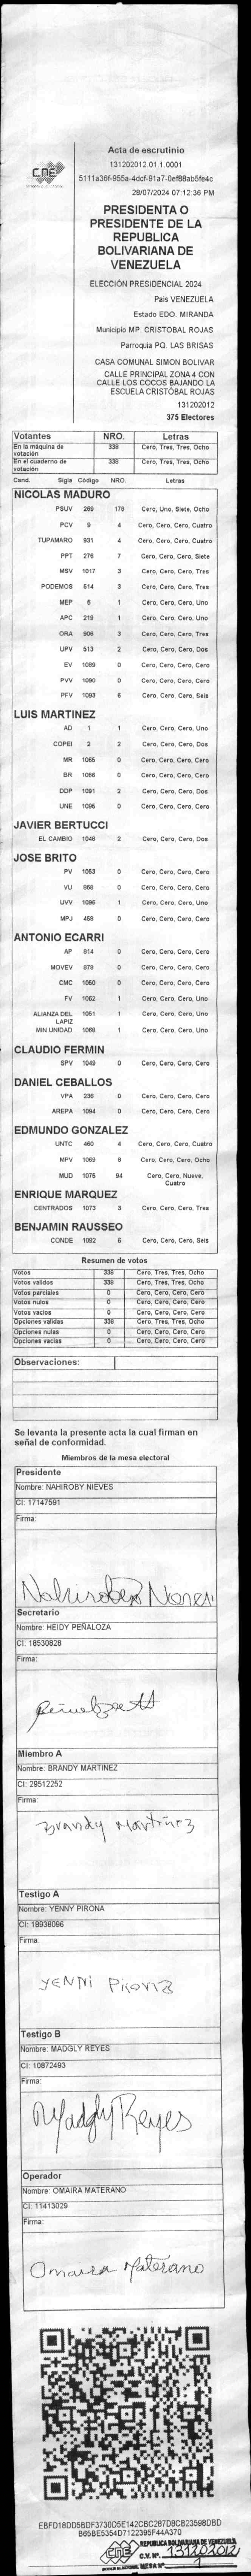 CNE
Acta de escrutinio
131202012.01.1.0001
5111a36f-955a-4dcf-91a7-0ef88ab5fe4c
28/07/2024 07:12:36 PM
PRESIDENTA O
PRESIDENTE DE LA
REPUBLICA
BOLIVARIANA DE
VENEZUELA
ELECCIÓN PRESIDENCIAL 2024
País VENEZUELA
Estado EDO. MIRANDA
Municipio MP. CRISTOBAL ROJAS
Parroquia PQ. LAS BRISAS
CASA COMUNAL SIMON BOLIVAR
CALLE PRINCIPAL ZONA 4 CON
CALLE LOS COCOS BAJANDO LA
ESCUELA CRISTÓBAL ROJAS
131202012
375 Electores
Votantes NRO. Letras
En la máquina de votación 338 Cero, Tres, Tres, Ocho
En el cuaderno de votación 338 Cero, Tres, Tres, Ocho
Cand. Sigla Código NRO. Letras
NICOLAS MADURO
PSUV 269 178 Cero, Uno, Siete, Ocho
PCV 9 4 Cero, Cero, Cero, Cuatro
TUPAMARO 931 4 Cero, Cero, Cero, Cuatro
PPT 276 7 Cero, Cero, Cero, Siete
MSV 1017 3 Cero, Cero, Cero, Tres
PODEMOS 514 3 Cero, Cero, Cero, Tres
MEP 6 1 Cero, Cero, Cero, Uno
APC 219 1 Cero, Cero, Cero, Uno
ORA 906 3 Cero, Cero, Cero, Tres
UPV 513 2 Cero, Cero, Cero, Dos
EV 1089 0 Cero, Cero, Cero, Cero
PVV 1090 0 Cero, Cero, Cero, Cero
PFV 1093 6 Cero, Cero, Cero, Seis
LUIS MARTINEZ
AD 1 1 Cero, Cero, Cero, Uno
COPEI 2 2 Cero, Cero, Cero, Dos
MR 1065 0 Cero, Cero, Cero, Cero
BR 1066 0 Cero, Cero, Cero, Cero
DDP 1091 2 Cero, Cero, Cero, Dos
UNE 1095 0 Cero, Cero, Cero, Cero
JAVIER BERTUCCI
EL CAMBIO 1048 2 Cero, Cero, Cero, Dos
JOSE BRITO
PV 1053 0 Cero, Cero, Cero, Cero
VU 868 0 Cero, Cero, Cero, Cero
UVV 1096 1 Cero, Cero, Cero, Uno
MPJ 458 0 Cero, Cero, Cero, Cero
ANTONIO ECARRI
AP 814 0 Cero, Cero, Cero, Cero
MOVEV 878 0 Cero, Cero, Cero, Cero
CMC 1050 0 Cero, Cero, Cero, Cero
FV 1062 1 Cero, Cero, Cero, Uno
ALIANZA DEL LAPIZ 1051 1 Cero, Cero, Cero, Uno
MIN UNIDAD 1068 1 Cero, Cero, Cero, Uno
CLAUDIO FERMIN
SPV 1049 0 Cero, Cero, Cero, Cero
DANIEL CEBALLOS
VPA 236 0 Cero, Cero, Cero, Cero
AREPA 1094 0 Cero, Cero, Cero, Cero
EDMUNDO GONZALEZ
UNTC 460 4 Cero, Cero, Cero, Cuatro
MPV 1069 8 Cero, Cero, Cero, Ocho
MUD 1075 94 Cero, Cero, Nueve, Cuatro
ENRIQUE MARQUEZ
CENTRADOS 1073 3 Cero, Cero, Cero, Tres
BENJAMIN RAUSSEO
CONDE 1092 6 Cero, Cero, Cero, Seis
Resumen de votos
Votos 338 Cero, Tres, Tres, Ocho
Votos validos 338 Cero, Tres, Tres, Ocho
Votos parciales 0 Cero, Cero, Cero, Cero
Votos nulos 0 Cero, Cero, Cero, Cero
Votos vacios 0 Cero, Cero, Cero, Cero
Opciones validas 338 Cero, Tres, Tres, Ocho
Opciones nulas 0 Cero, Cero, Cero, Cero
Opciones vacias 0 Cero, Cero, Cero, Cero
Observaciones:
Se levanta la presente acta la cual firman en
señal de conformidad.
Miembros de la mesa electoral
Presidente
Nombre: NAHIROBY NIEVES
CI: 17147591
Firma:
Secretario
Nombre: HEIDY PEÑALOZA
CI: 18530828
Firma:
Miembro A
Nombre: BRANDY MARTINEZ
CI: 29512252
Firma:
Brandy Martínez
Testigo A
Nombre: YENNY PIRONA
CI: 18938096
Firma:
YENNI PIRONA
Testigo B
Nombre: MADGLY REYES
CI: 10872493
Firma:
Madgly Reyes
Operador
Nombre: OMAIRA MATERANO
CI: 11413029
Firma:
Omaira Materano
EBFD18DD5BDF3730D5E142CBC287D8CB23598DBD
B65BE5354D7122395F44A370
CNE
REPUBLICA BOLIVARIANA DE VENEZUELA
C.V. Nº. 131202012
MESA Nº 1